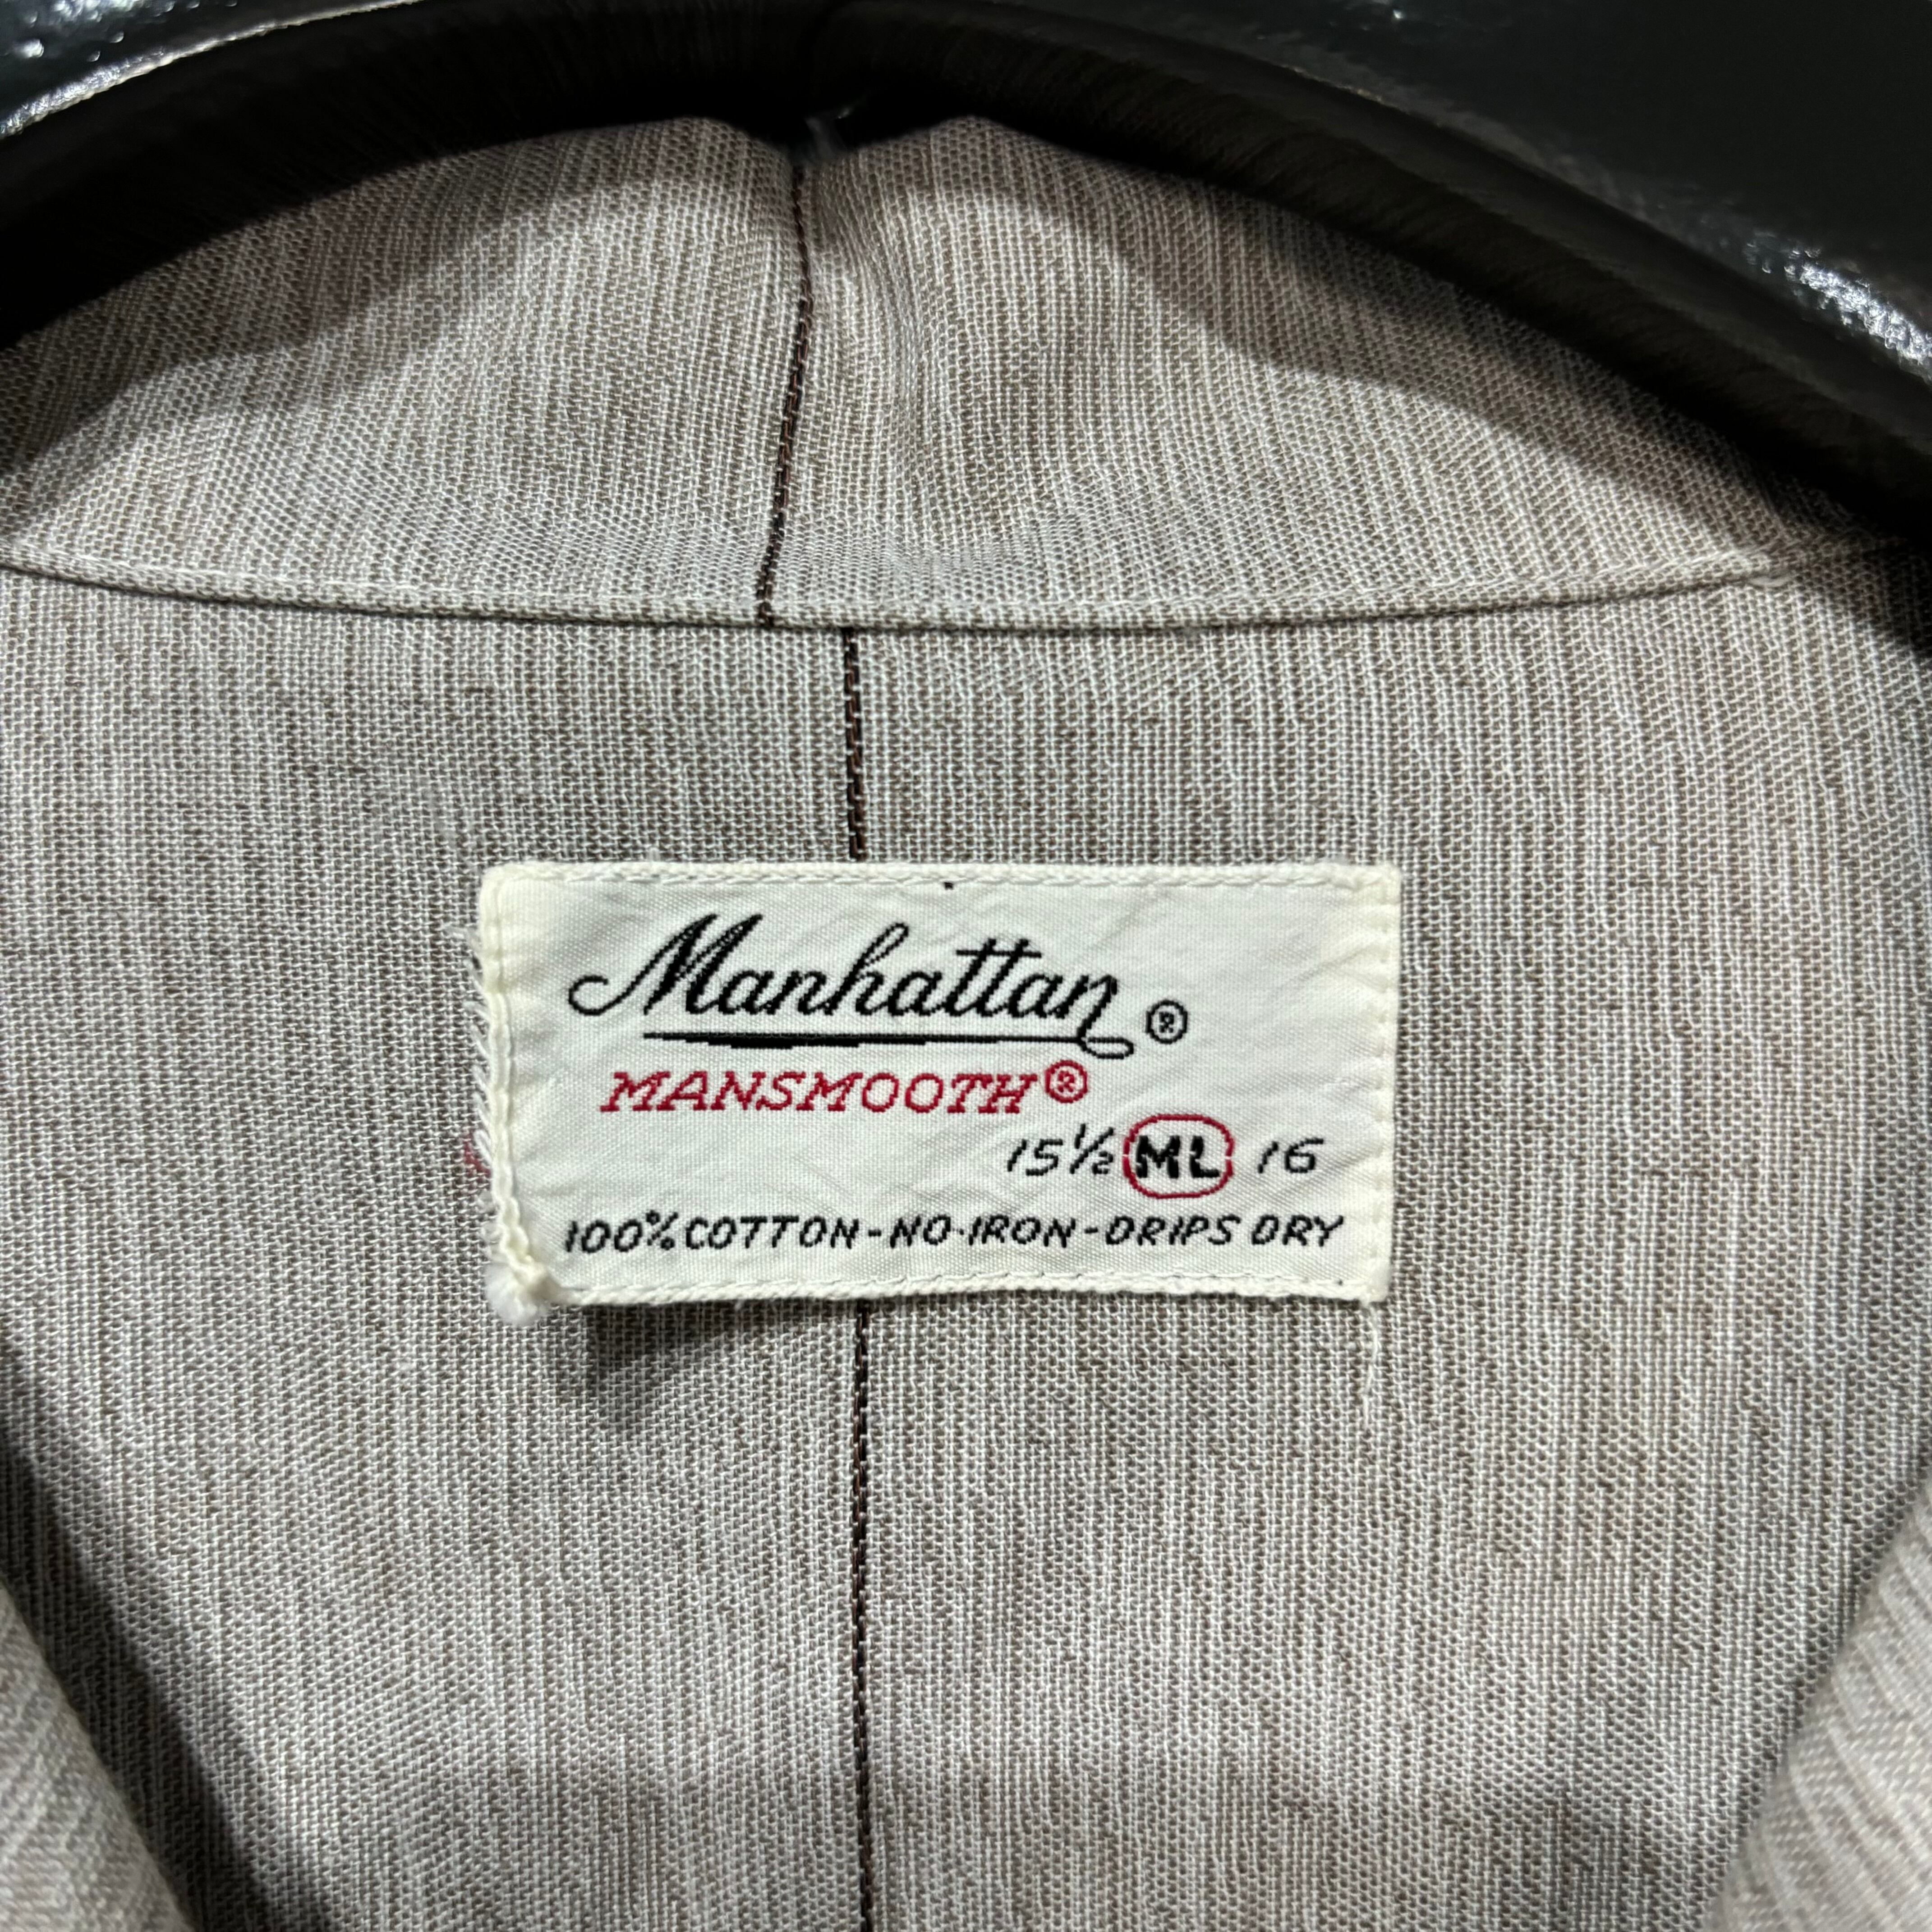 Manhattan ®
MANSMOOTH®
15½ ML 16
100% COTTON-NO-IRON-DRIPS DRY